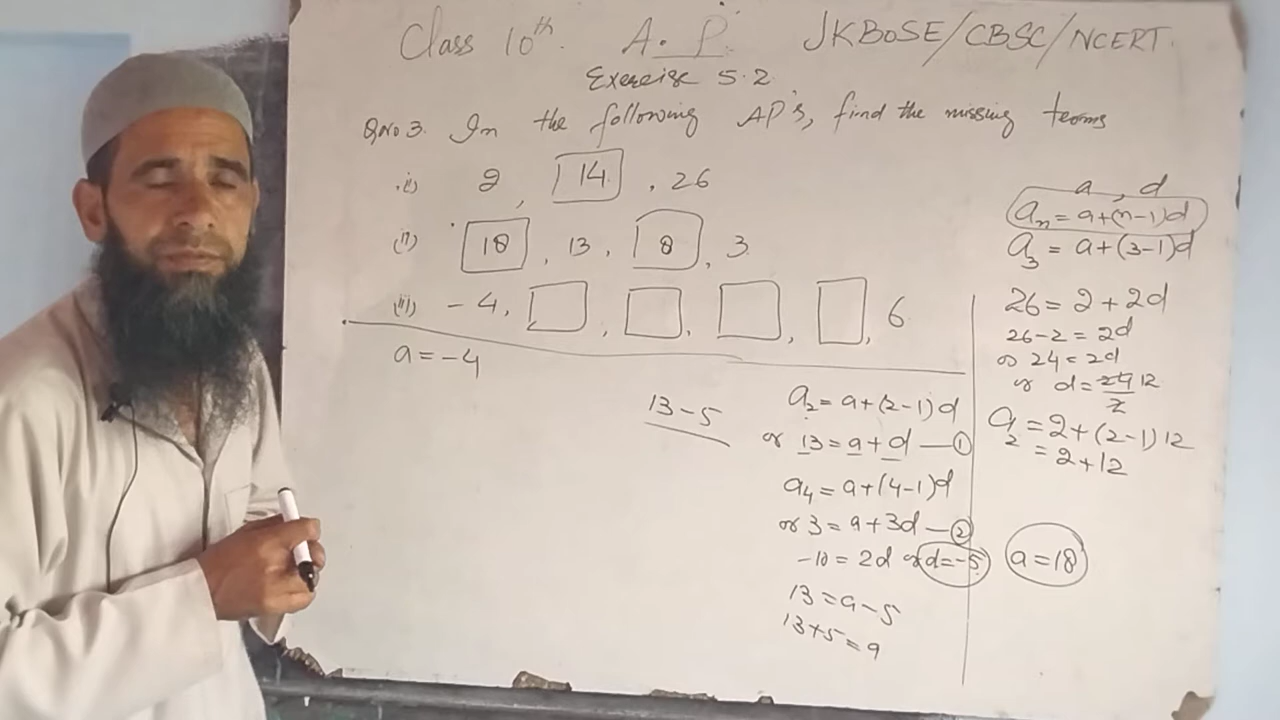 Class 10th. A.P. JKBOSE/CBSC/NCERT.
Exercise 5.2
QNo 3. In the following AP's, find the missing terms
(i) 2, 14, 26
(ii) 18, 13, 8, 3
(iii) -4, , , , , 6
a = -4
13-5
a2 = a+(2-1)d
or 13 = a+d — 1
a4 = a+(4-1)d
or 3 = a+3d — 2
-10 = 2d or d=-5
13 = a-5
13+5 = a
a, d
an = a+(n-1)d
a3 = a+(3-1)d
26 = 2+2d
26-2 = 2d
or 24 = 2d
or d = 24/2 12
a2 = 2+(2-1)12
= 2+12
a=18